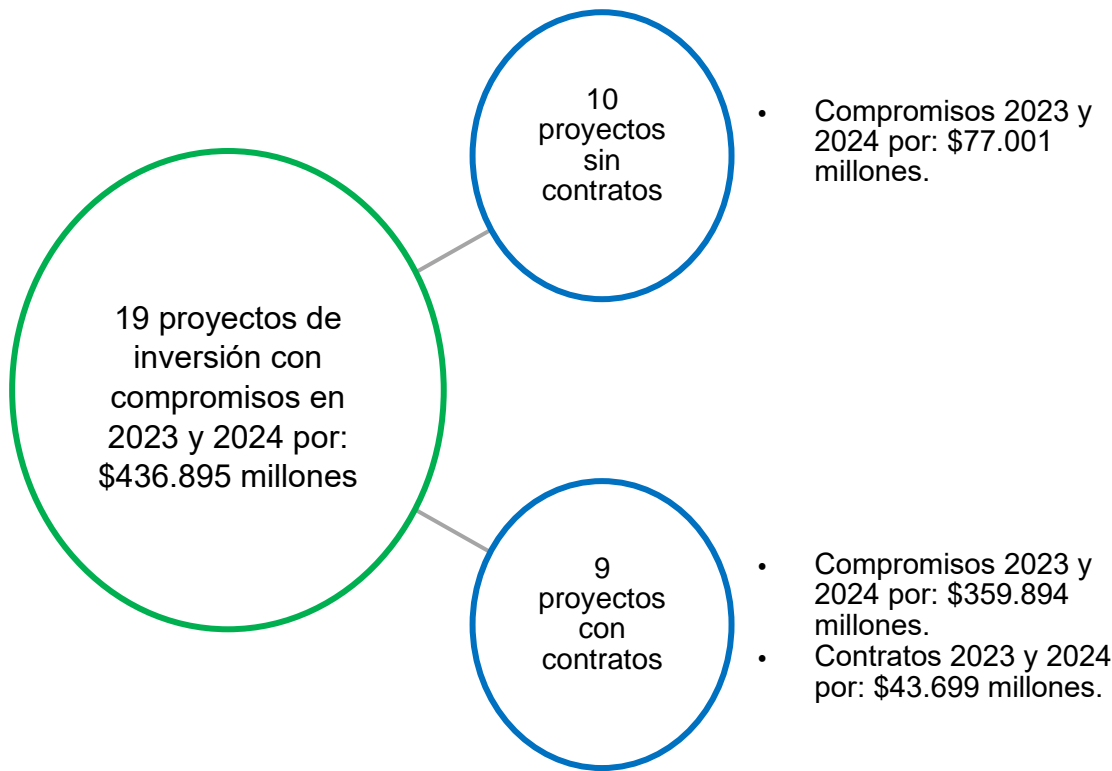 19 proyectos de
inversión con
compromisos en
2023 y 2024 por:
$436.895 millones
10
proyectos
sin
contratos
• Compromisos 2023 y
2024 por: $77.001
millones.
9
proyectos
con
contratos
• Compromisos 2023 y
2024 por: $359.894
millones.
• Contratos 2023 y 2024
por: $43.699 millones.